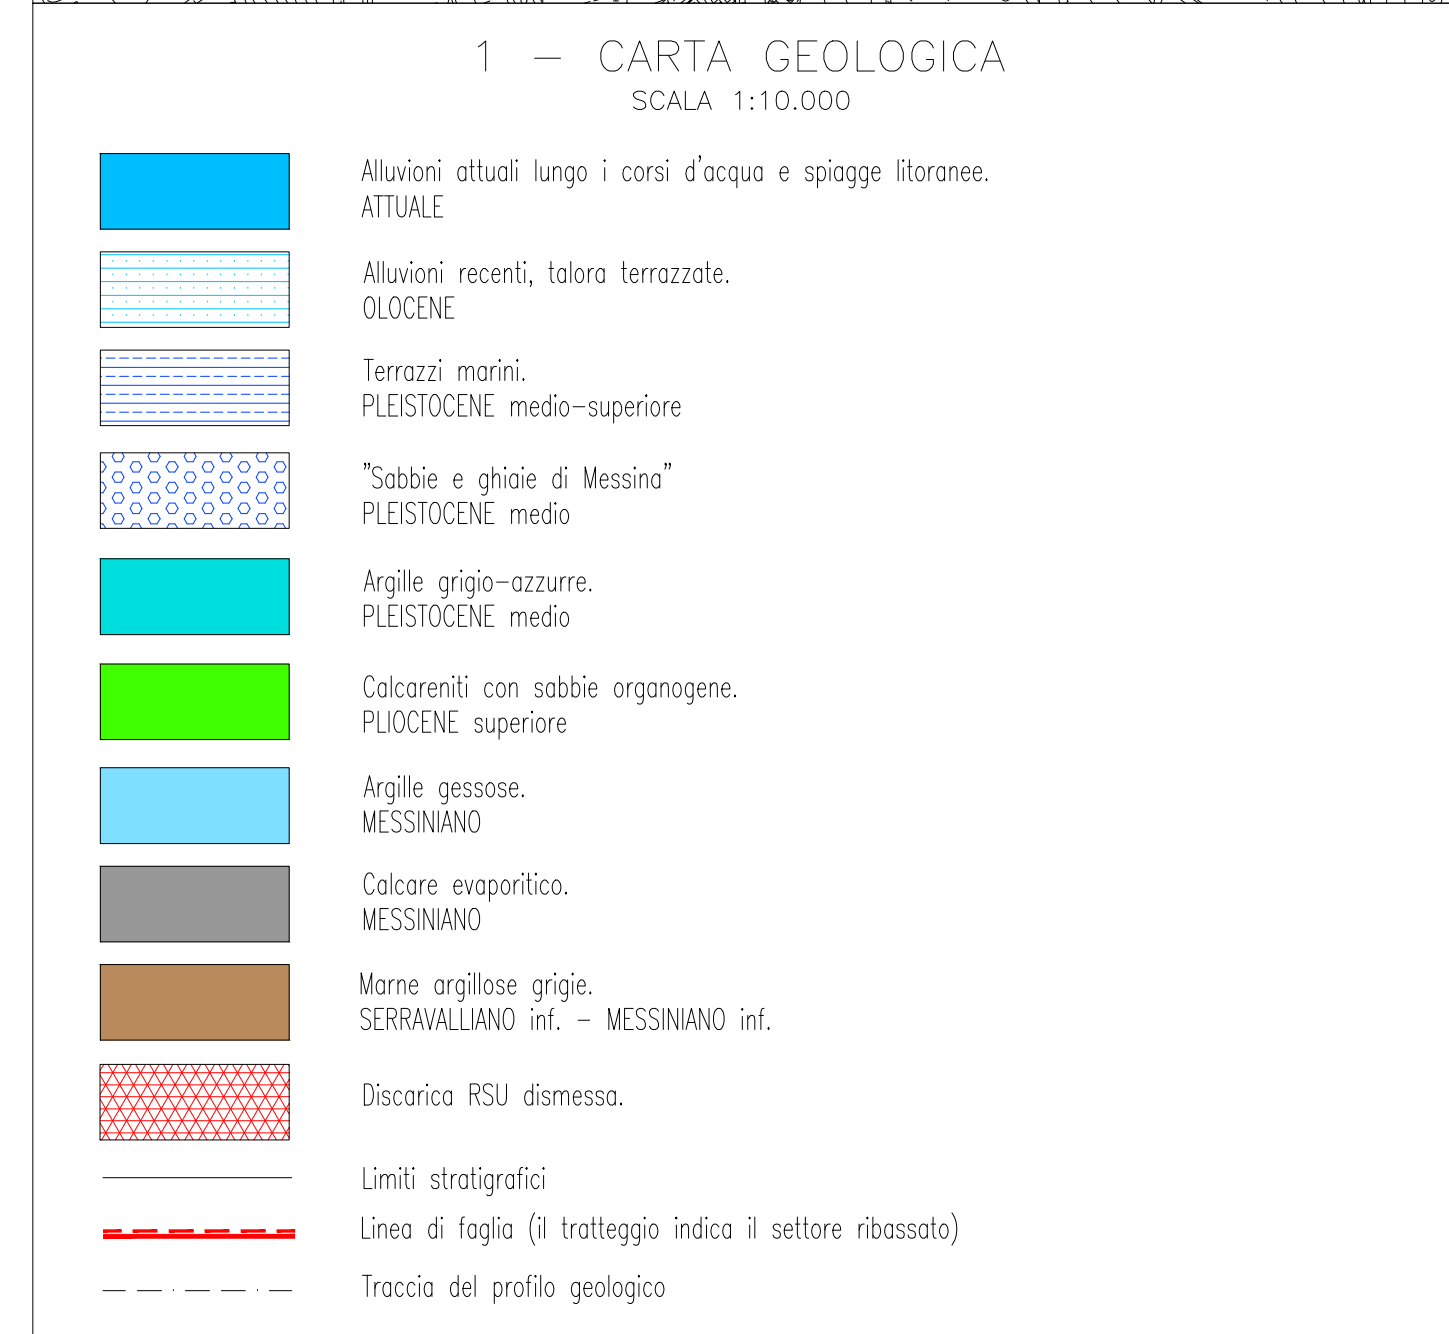 1 - CARTA GEOLOGICA
SCALA 1:10.000
Alluvioni attuali lungo i corsi d'acqua e spiagge litoranee.
ATTUALE
Alluvioni recenti, talora terrazzate.
OLOCENE
Terrazzi marini.
PLEISTOCENE medio-superiore
"Sabbie e ghiaie di Messina"
PLEISTOCENE medio
Argille grigio-azzurre.
PLEISTOCENE medio
Calcareniti con sabbie organogene.
PLIOCENE superiore
Argille gessose.
MESSINIANO
Calcare evaporitico.
MESSINIANO
Marne argillose grigie.
SERRAVALLIANO inf. - MESSINIANO inf.
Discarica RSU dismessa.
Limiti stratigrafici
Linea di faglia (il tratteggio indica il settore ribassato)
Traccia del profilo geologico